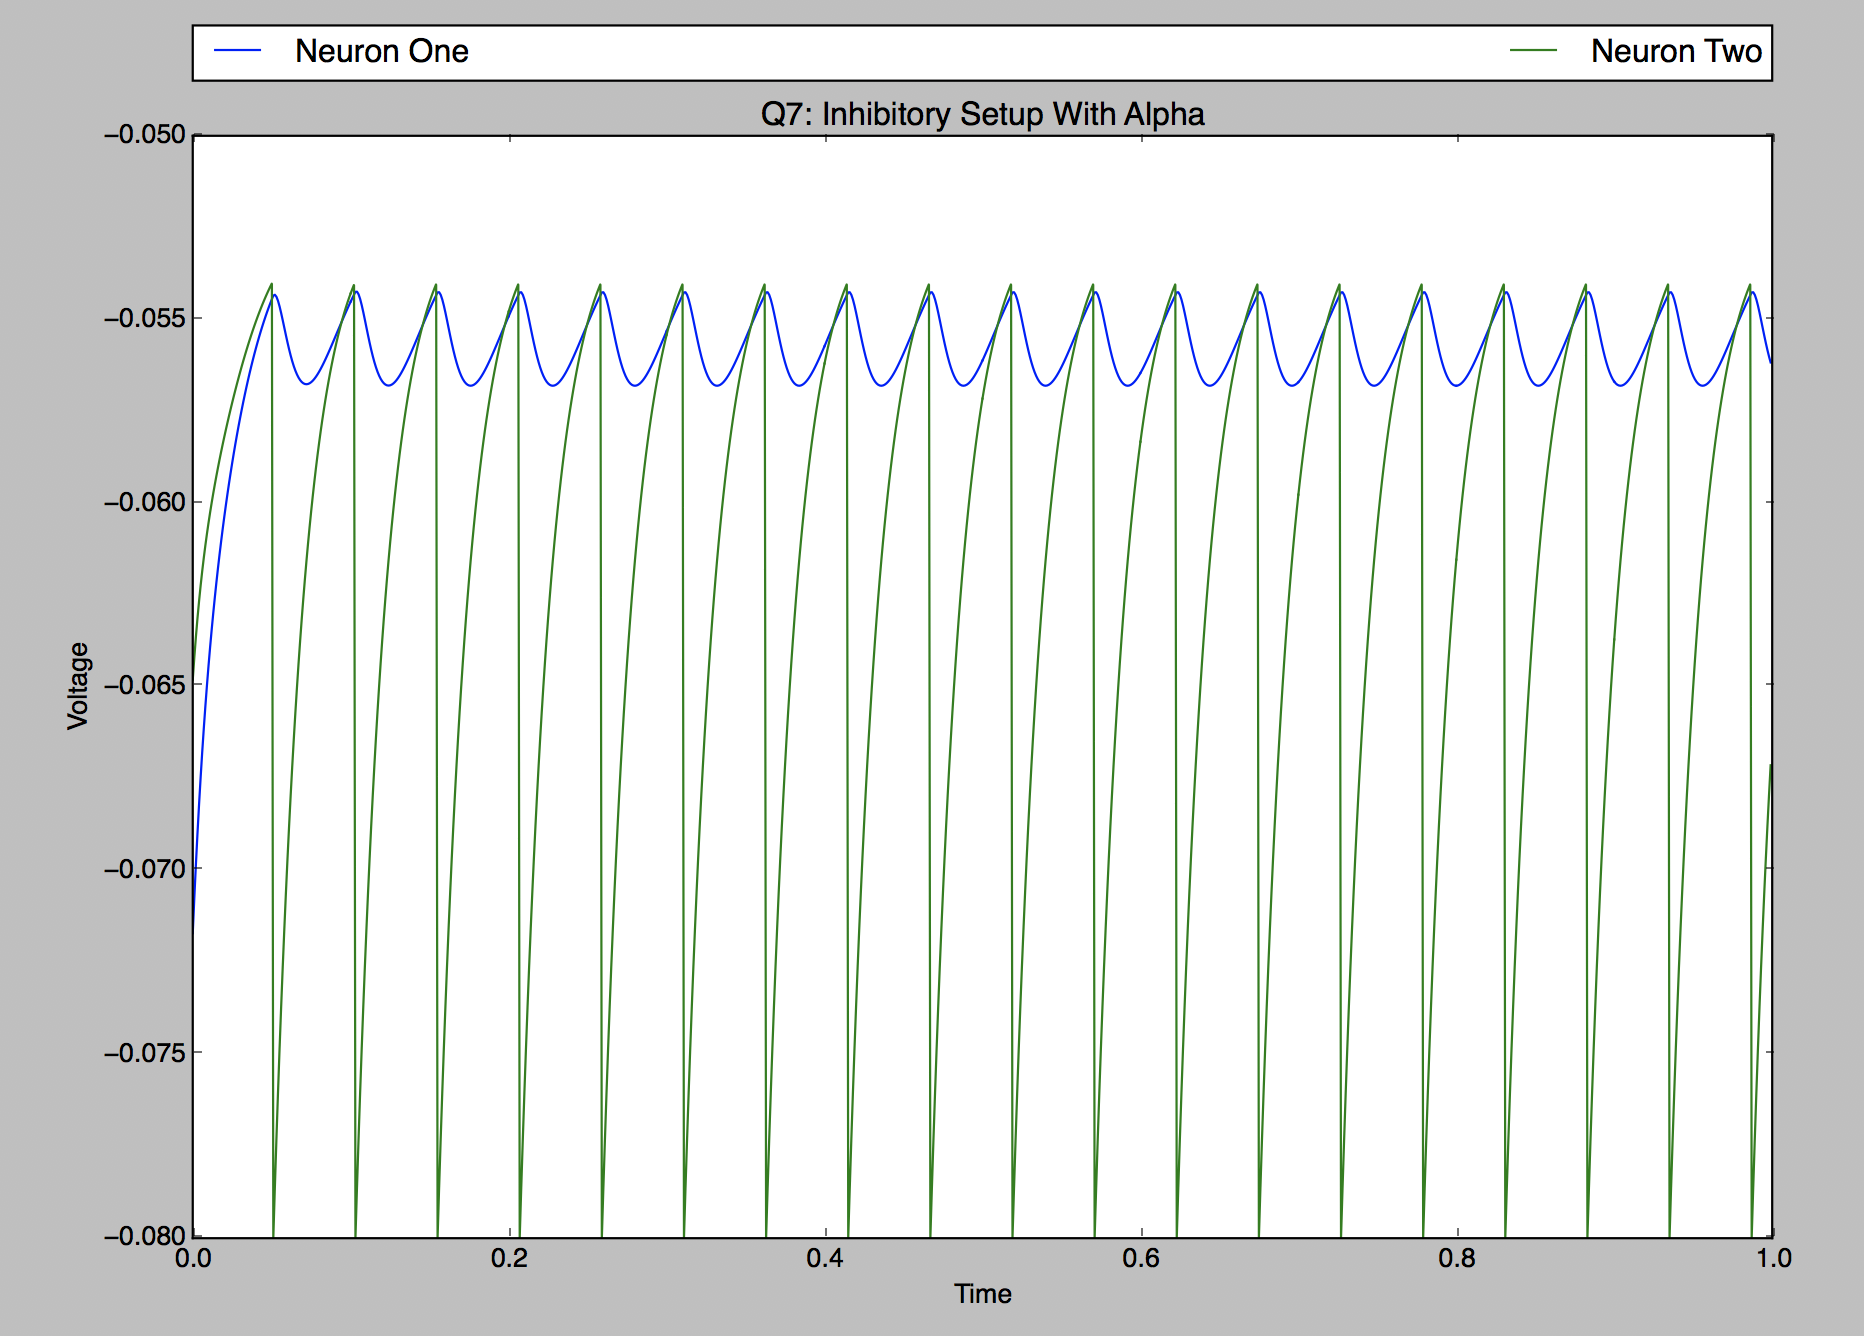 Neuron One
Neuron Two
Q7: Inhibitory Setup With Alpha
−0.050
−0.055
−0.060
−0.065
−0.070
−0.075
−0.080
Voltage
0.0 0.2 0.4 0.6 0.8 1.0
Time